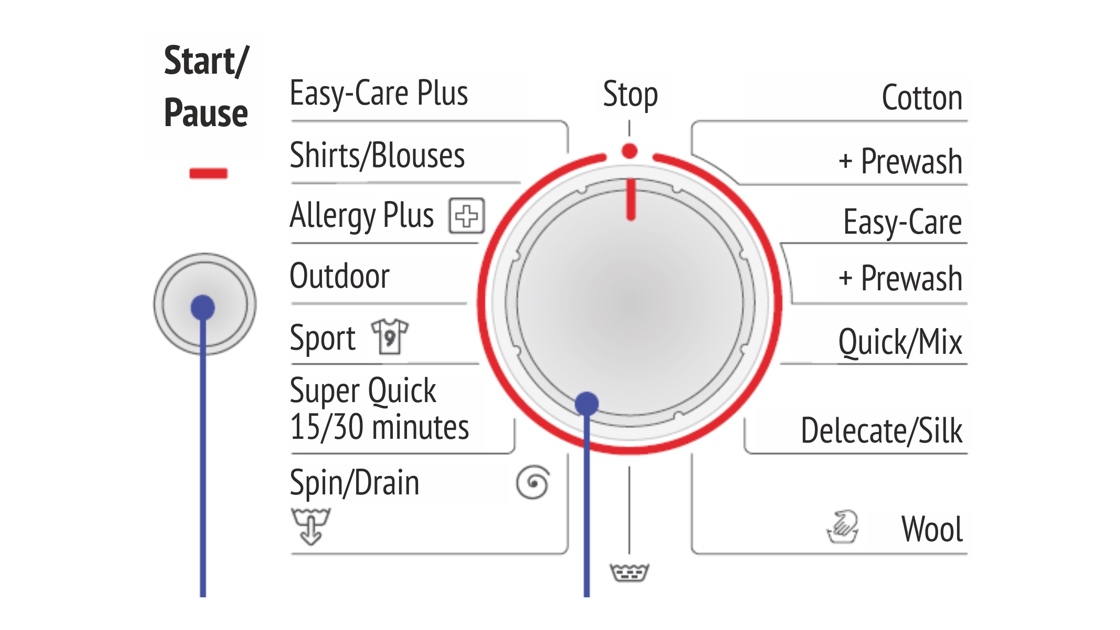 Start/
Pause
Easy-Care Plus
Shirts/Blouses
Allergy Plus
Outdoor
Sport 9
Super Quick
15/30 minutes
Spin/Drain
Stop
Cotton
+ Prewash
Easy-Care
+ Prewash
Quick/Mix
Delecate/Silk
Wool